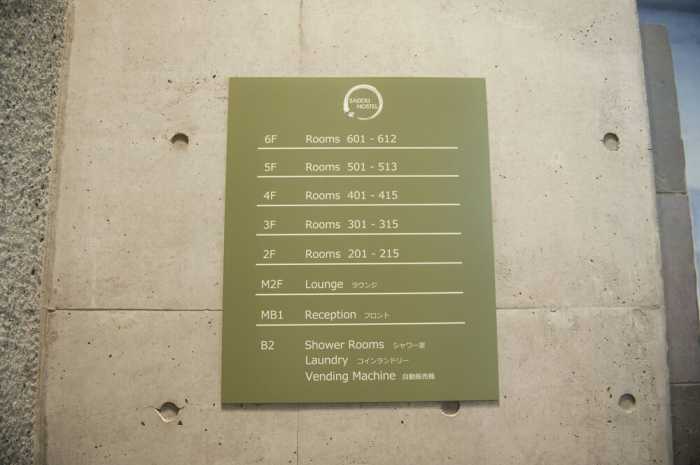 HOSTEL
6F Rooms 601 - 612
5F Rooms 501 - 513
4F Rooms 401 - 415
3F Rooms 301 - 315
2F Rooms 201 - 215
M2F Lounge ラウンジ
MB1 Reception フロント
B2 Shower Rooms シャワー室
Laundry コインランドリー
Vending Machine 自動販売機